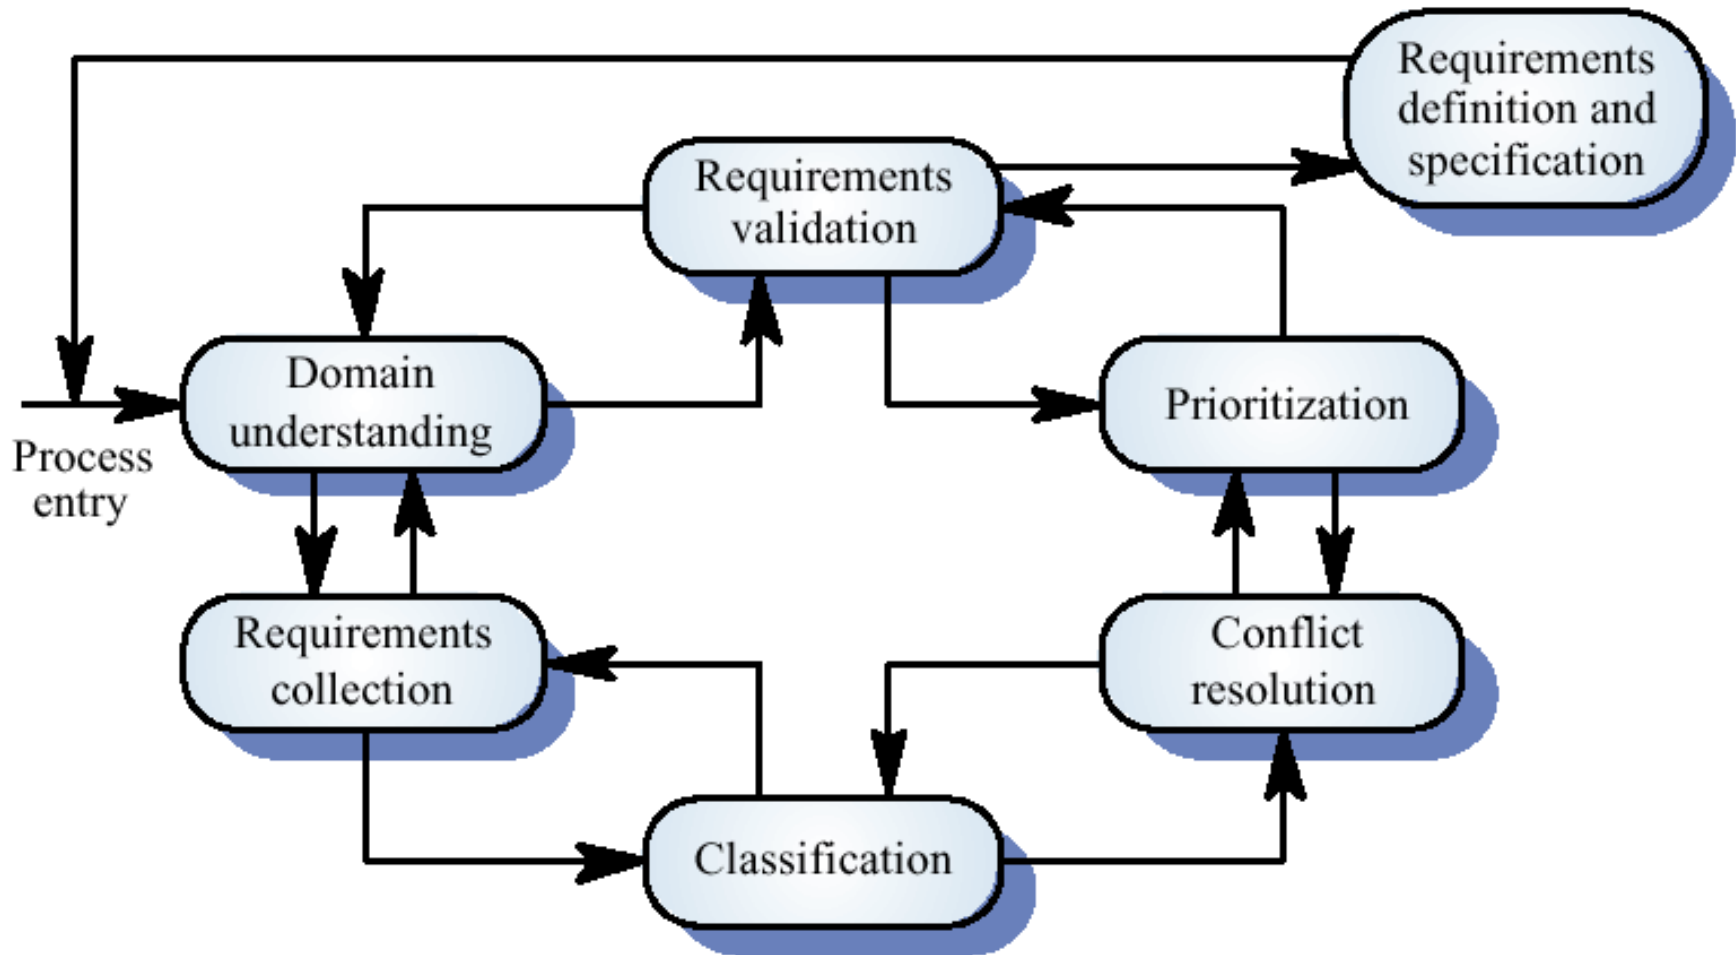 Requirements
definition and
specification
Requirements
validation
Domain
understanding
Prioritization
Process
entry
Requirements
collection
Conflict
resolution
Classification